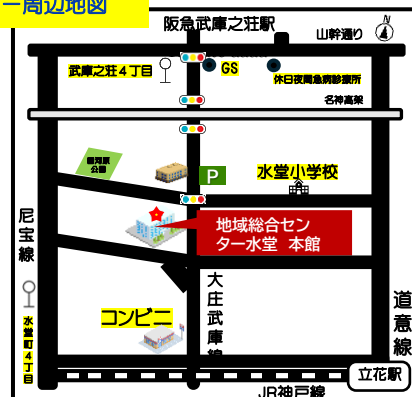 ー周辺地図
阪急武庫之荘駅
山幹通り
N
武庫之荘4丁目
GS
休日夜間急病診療所
名神高架
公園
P
水堂小学校
地域総合セン
ター水堂 本館
尼宝線
大庄武庫線
道意線
水堂町4丁目
コンビニ
立花駅
JR神戸線